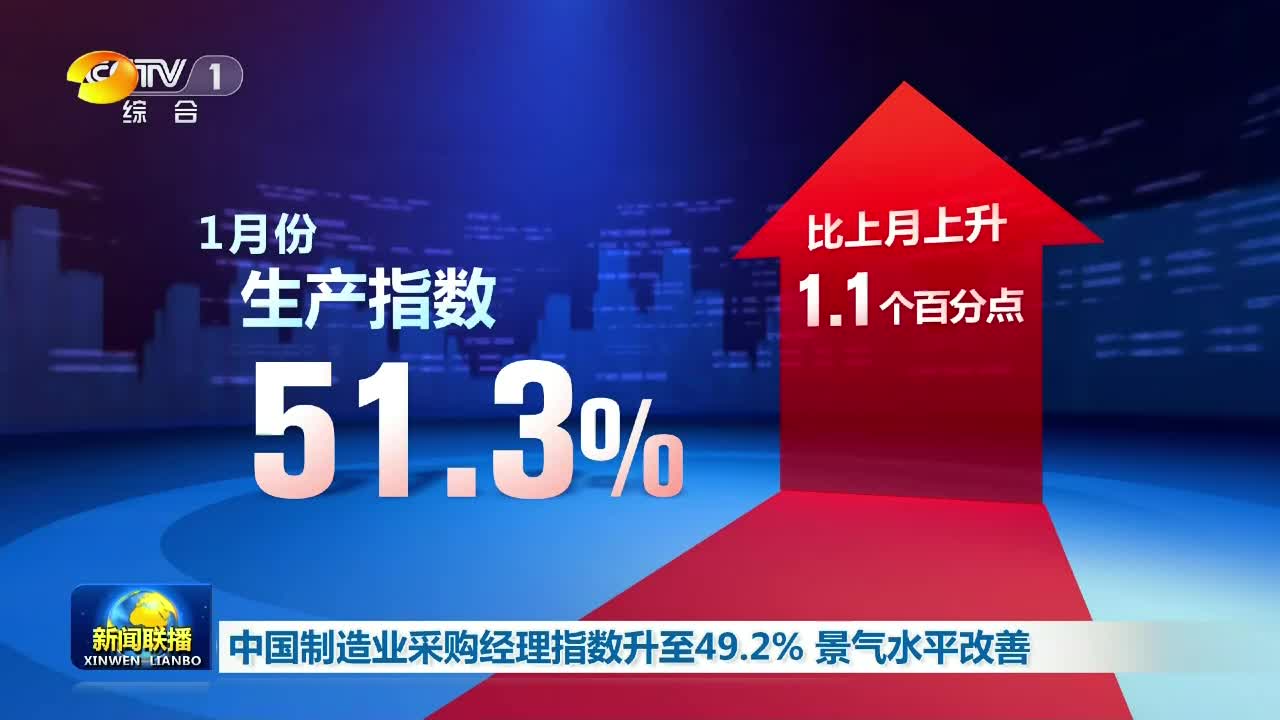 CCTV 1
综合
1月份
生产指数
51.3%
比上月上升
1.1个百分点
新闻联播
XINWEN LIANBO
中国制造业采购经理指数升至49.2% 景气水平改善